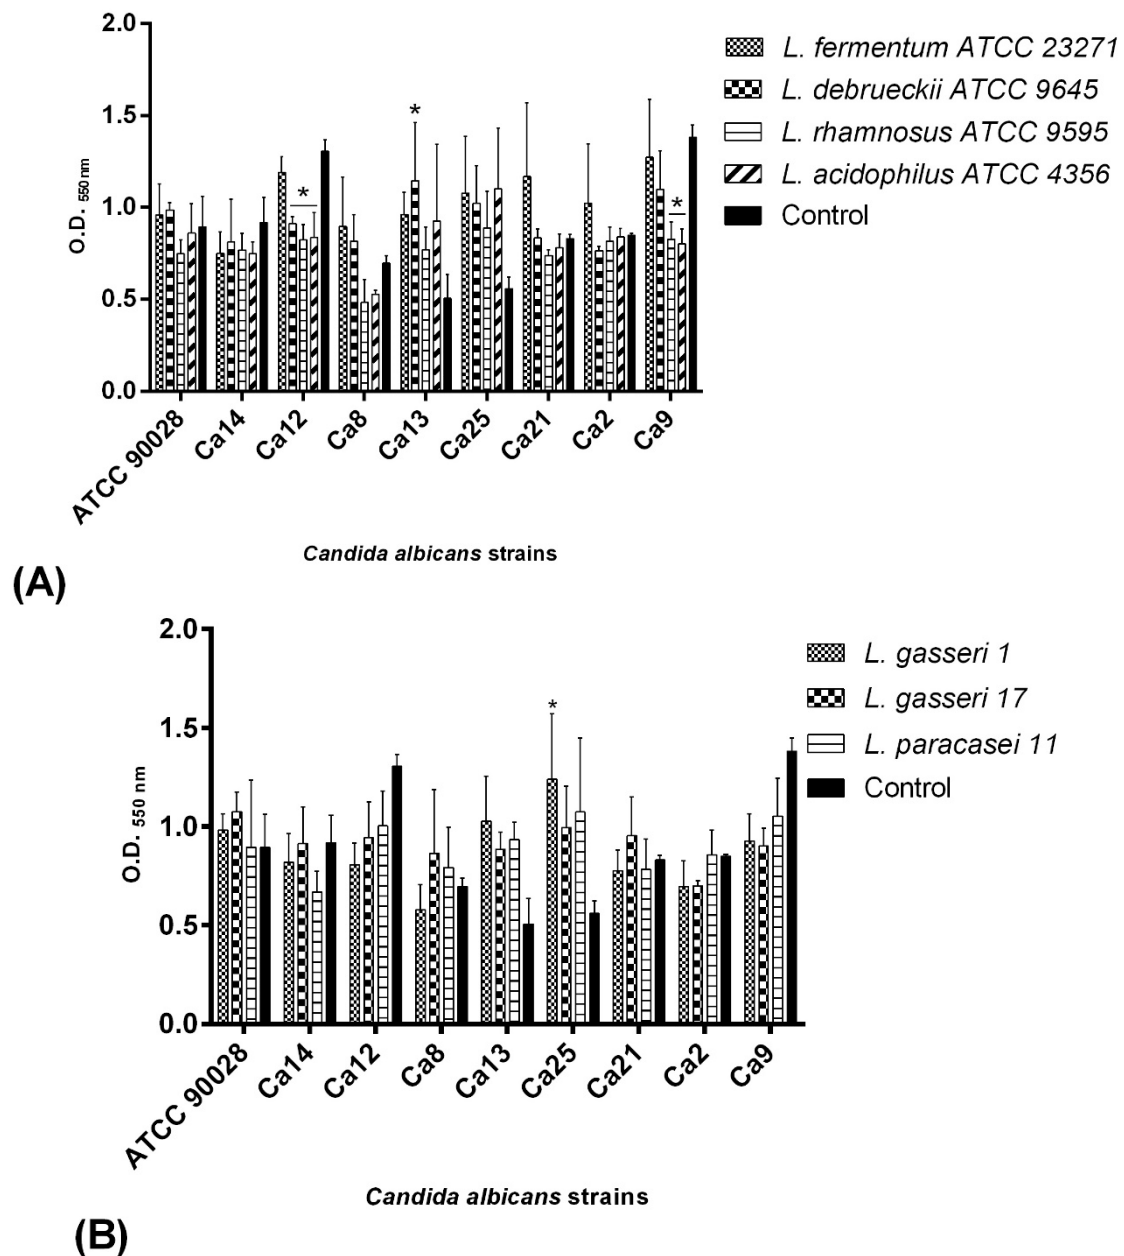 2.0
1.5
1.0
0.5
0.0
O.D. 550 nm
*
*
*
L. fermentum ATCC 23271
L. debrueckii ATCC 9645
L. rhamnosus ATCC 9595
L. acidophilus ATCC 4356
Control
ATCC 90028
Ca14
Ca12
Ca8
Ca13
Ca25
Ca21
Ca2
Ca9
Candida albicans strains
(A)
2.0
1.5
1.0
0.5
0.0
O.D. 550 nm
*
L. gasseri 1
L. gasseri 17
L. paracasei 11
Control
ATCC 90028
Ca14
Ca12
Ca8
Ca13
Ca25
Ca21
Ca2
Ca9
Candida albicans strains
(B)